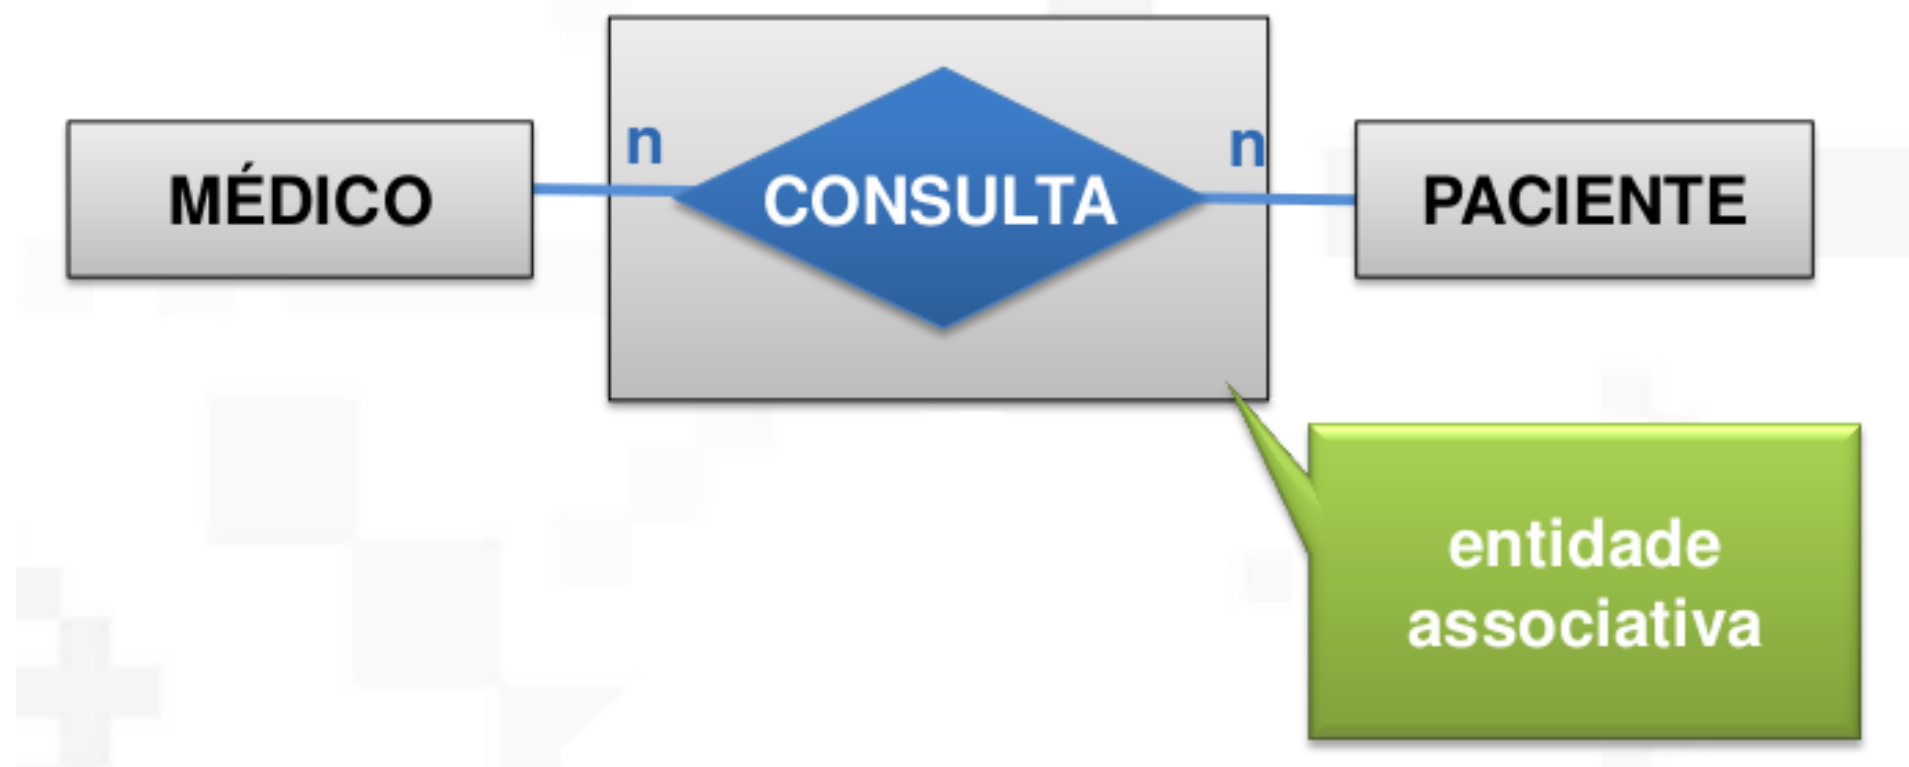 n
n
MÉDICO
CONSULTA
PACIENTE
entidade
associativa